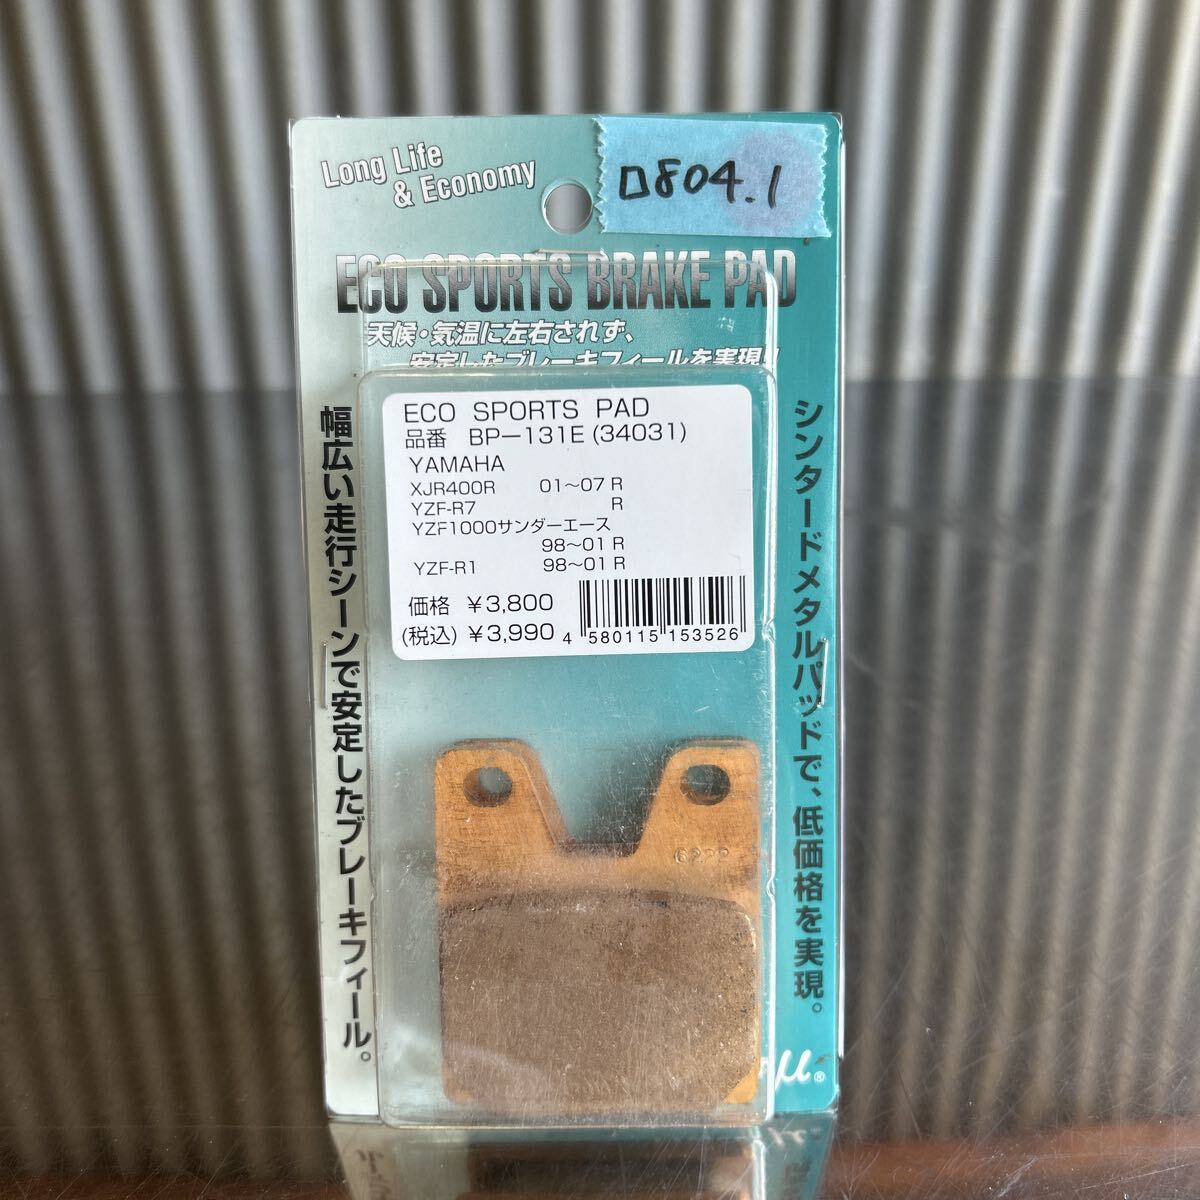 Long Life
& Economy
ロ804.1
ECO SPORTS BRAKE PAD
天候・気温に左右されず、
安定したブレーキフィールを実現!
幅広い走行シーンで安定したブレーキフィール。
シンタードメタルパッドで、低価格を実現。
ECO SPORTS PAD
品番 BP-131E (34031)
YAMAHA
XJR400R 01～07 R
YZF-R7 R
YZF1000サンダーエース
98～01 R
YZF-R1 98～01 R
価格 ¥3,800
(税込) ¥3,990
4 580115 153526
μ®